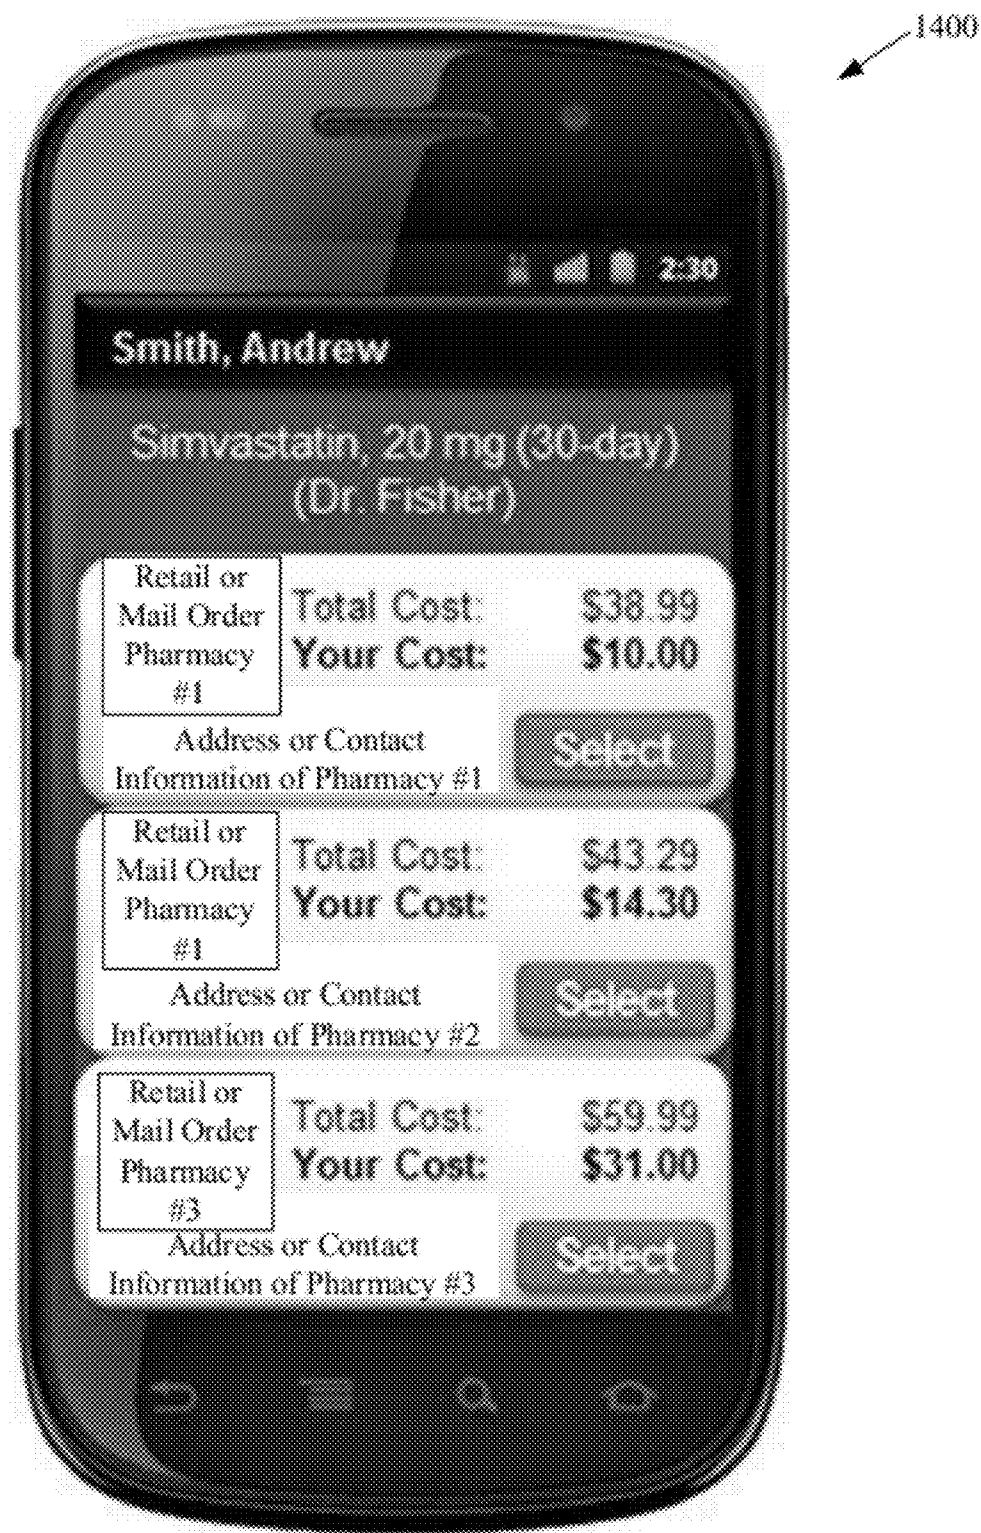 1400
2:30
Smith, Andrew
Simvastatin, 20 mg (30-day)
(Dr. Fisher)
Retail or
Mail Order
Pharmacy
#1
Total Cost: $38.99
Your Cost: $10.00
Address or Contact
Information of Pharmacy #1
Select
Retail or
Mail Order
Pharmacy
#1
Total Cost: $43.29
Your Cost: $14.30
Address or Contact
Information of Pharmacy #2
Select
Retail or
Mail Order
Pharmacy
#3
Total Cost: $59.99
Your Cost: $31.00
Address or Contact
Information of Pharmacy #3
Select